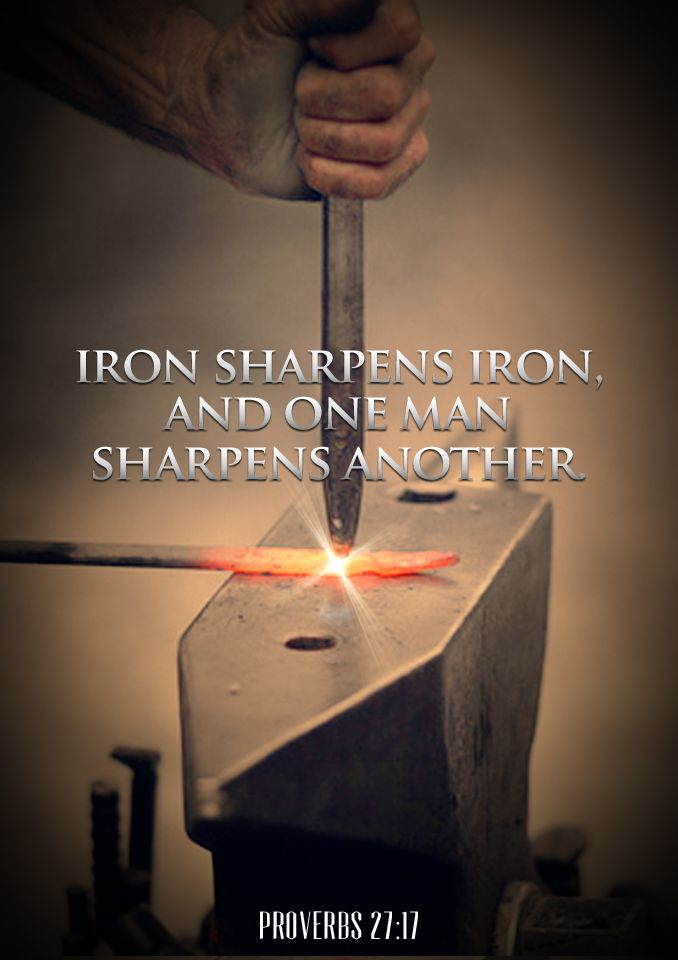 IRON SHARPENS IRON,
AND ONE MAN
SHARPENS ANOTHER.
PROVERBS 27:17